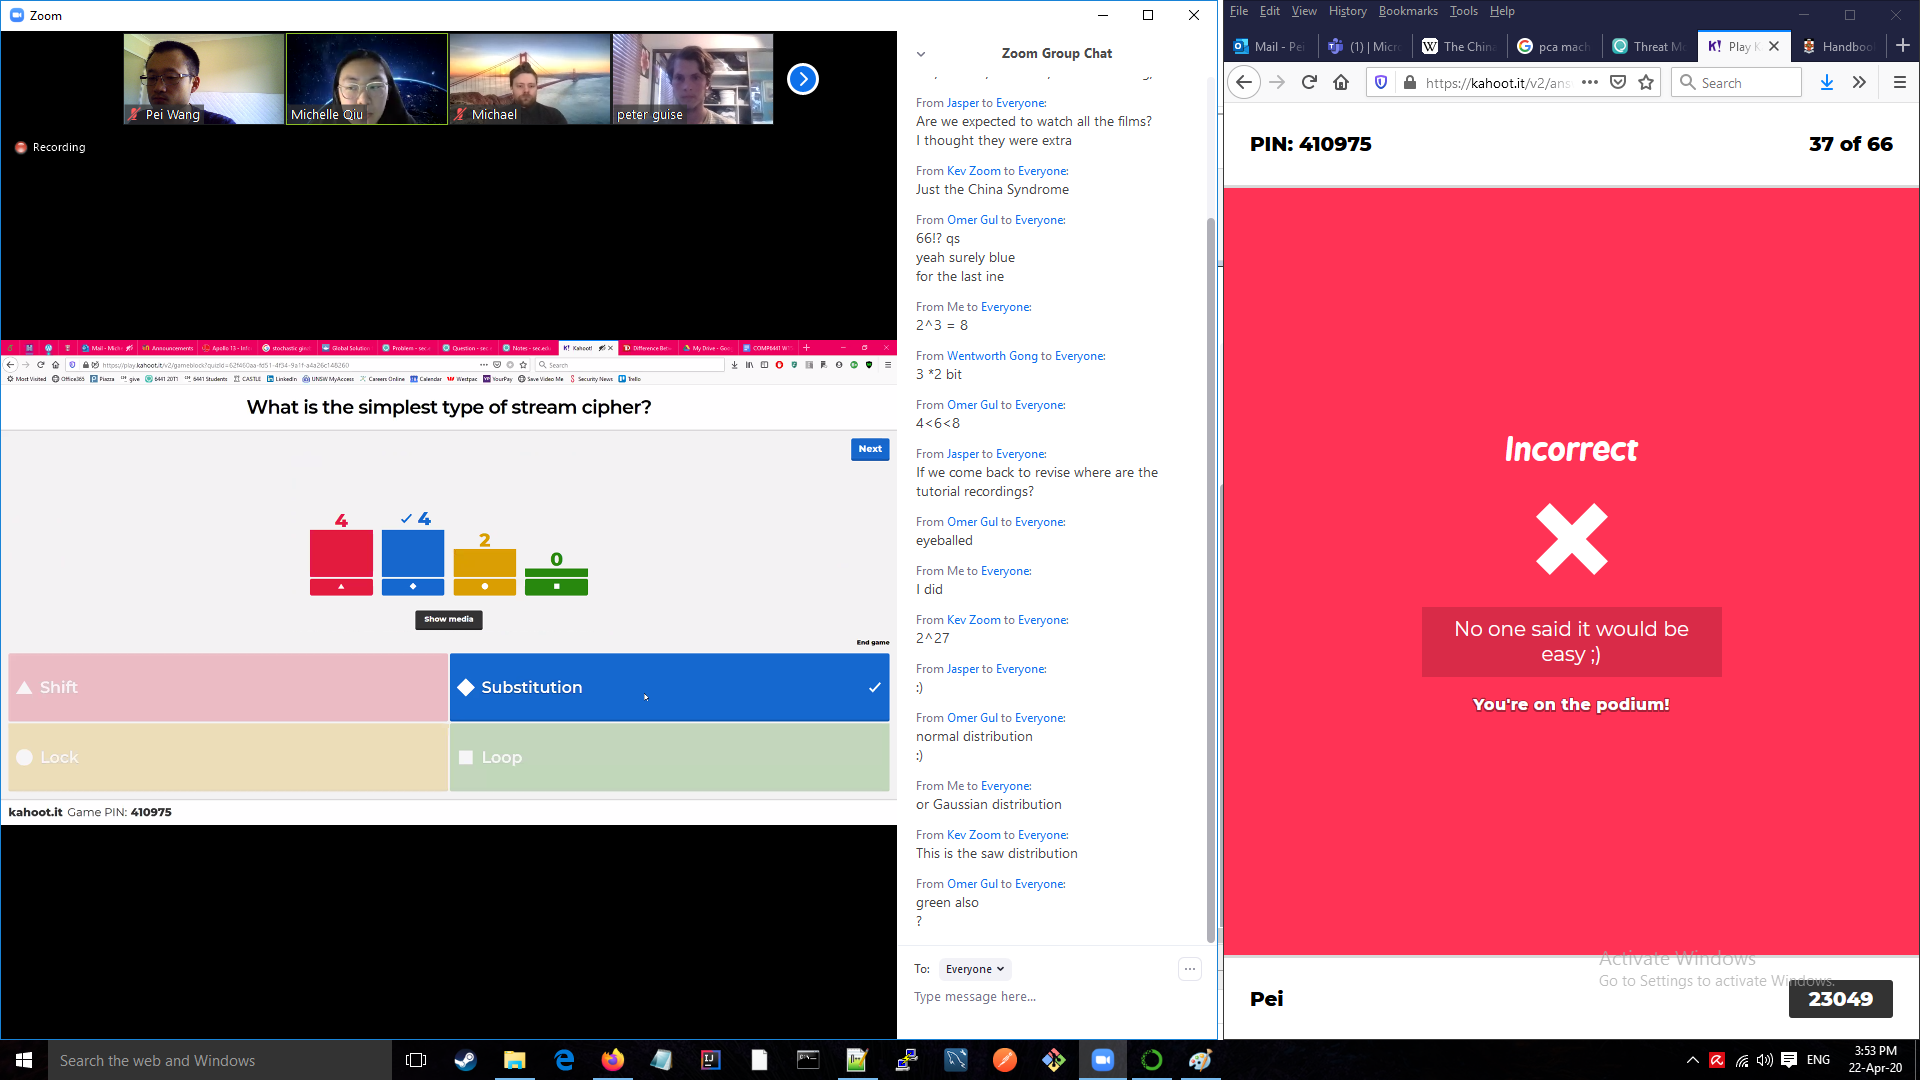 Zoom
Pei Wang
Michelle Qiu
Michael
peter guise
Recording
What is the simplest type of stream cipher?
Next
4
4
2
0
Show media
End game
Shift
Substitution
Lock
Loop
kahoot.it Game PIN: 410975
Zoom Group Chat
From Jasper to Everyone:
Are we expected to watch all the films?
I thought they were extra
From Kev Zoom to Everyone:
Just the China Syndrome
From Omer Gul to Everyone:
66!? qs
yeah surely blue
for the last ine
From Me to Everyone:
2^3 = 8
From Wentworth Gong to Everyone:
3 *2 bit
From Omer Gul to Everyone:
4<6<8
From Jasper to Everyone:
If we come back to revise where are the
tutorial recordings?
From Omer Gul to Everyone:
eyeballed
From Me to Everyone:
I did
From Kev Zoom to Everyone:
2^27
From Jasper to Everyone:
:)
From Omer Gul to Everyone:
normal distribution
:)
From Me to Everyone:
or Gaussian distribution
From Kev Zoom to Everyone:
This is the saw distribution
From Omer Gul to Everyone:
green also
?
To: Everyone
Type message here...
File Edit View History Bookmarks Tools Help
Mail - Pei
(1) | Micr
The Chin
pca mach
Threat M
Play K
Handboo
https://kahoot.it/v2/ans
Search
PIN: 410975
37 of 66
Incorrect
No one said it would be
easy ;)
You're on the podium!
Activate Windows
Go to Settings to activate Windows.
Pei
23049
Search the web and Windows
ENG
3:53 PM
22-Apr-20